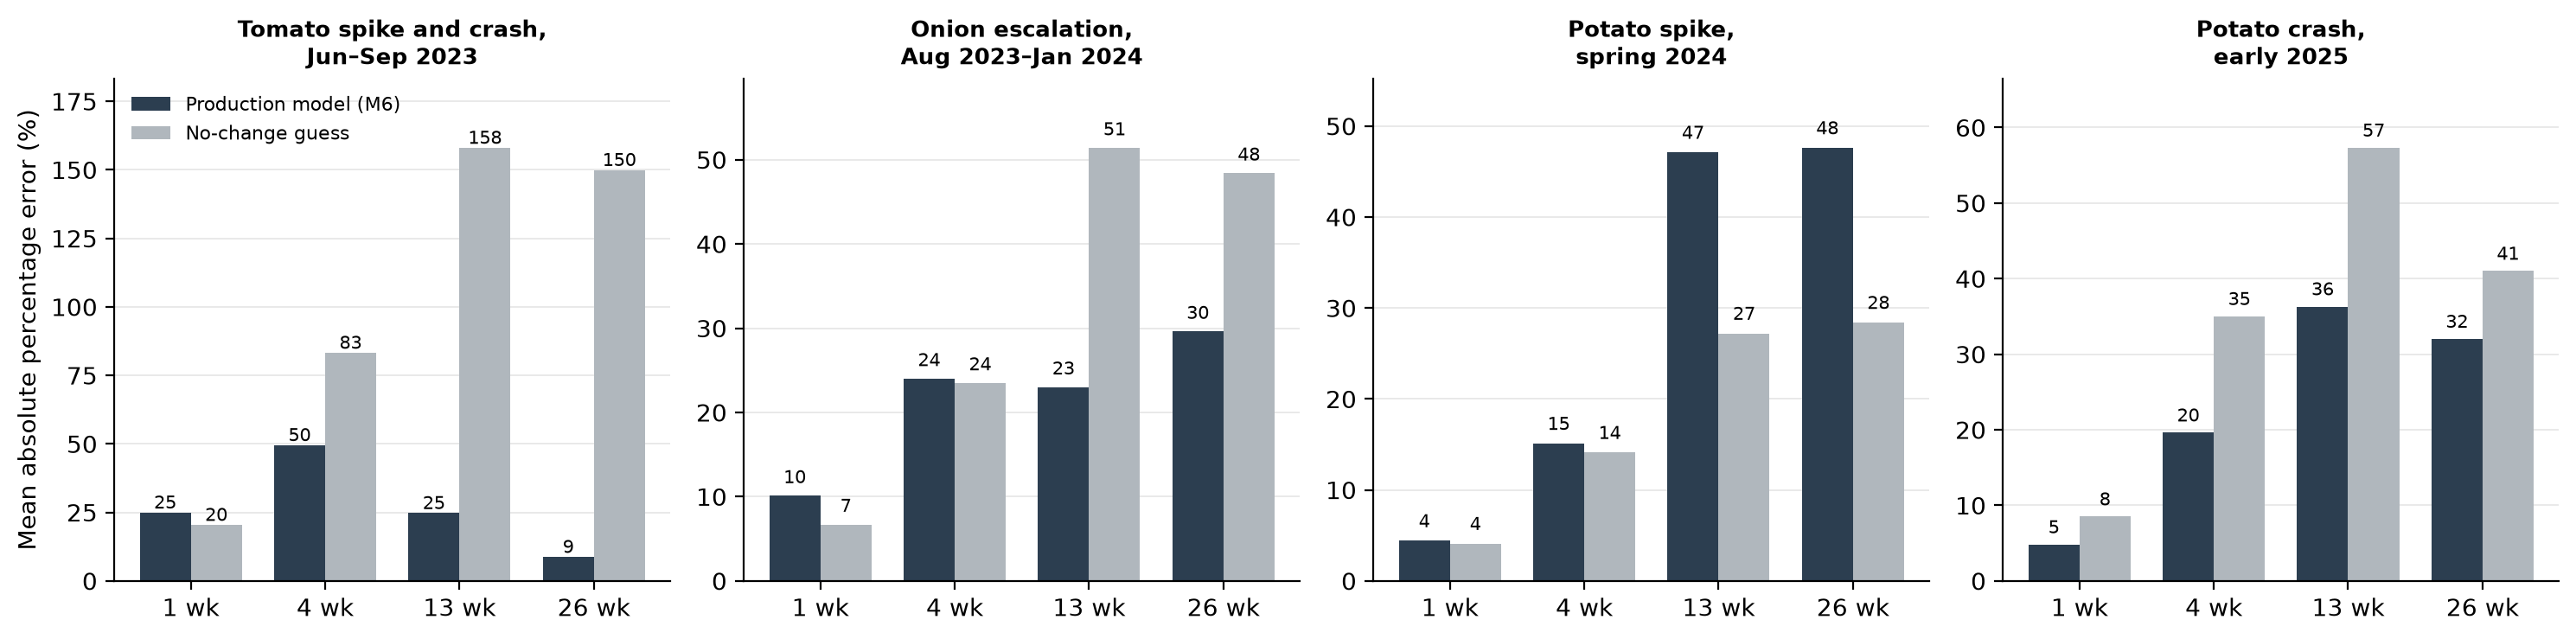 Tomato spike and crash,
Jun–Sep 2023
Mean absolute percentage error (%)
175
150
125
100
75
50
25
0
Production model (M6)
No-change guess
25
20
50
83
25
158
9
150
1 wk
4 wk
13 wk
26 wk
Onion escalation,
Aug 2023–Jan 2024
50
40
30
20
10
0
10
7
24
24
23
51
30
48
1 wk
4 wk
13 wk
26 wk
Potato spike,
spring 2024
50
40
30
20
10
0
4
4
15
14
47
27
48
28
1 wk
4 wk
13 wk
26 wk
Potato crash,
early 2025
60
50
40
30
20
10
0
5
8
20
35
36
57
32
41
1 wk
4 wk
13 wk
26 wk